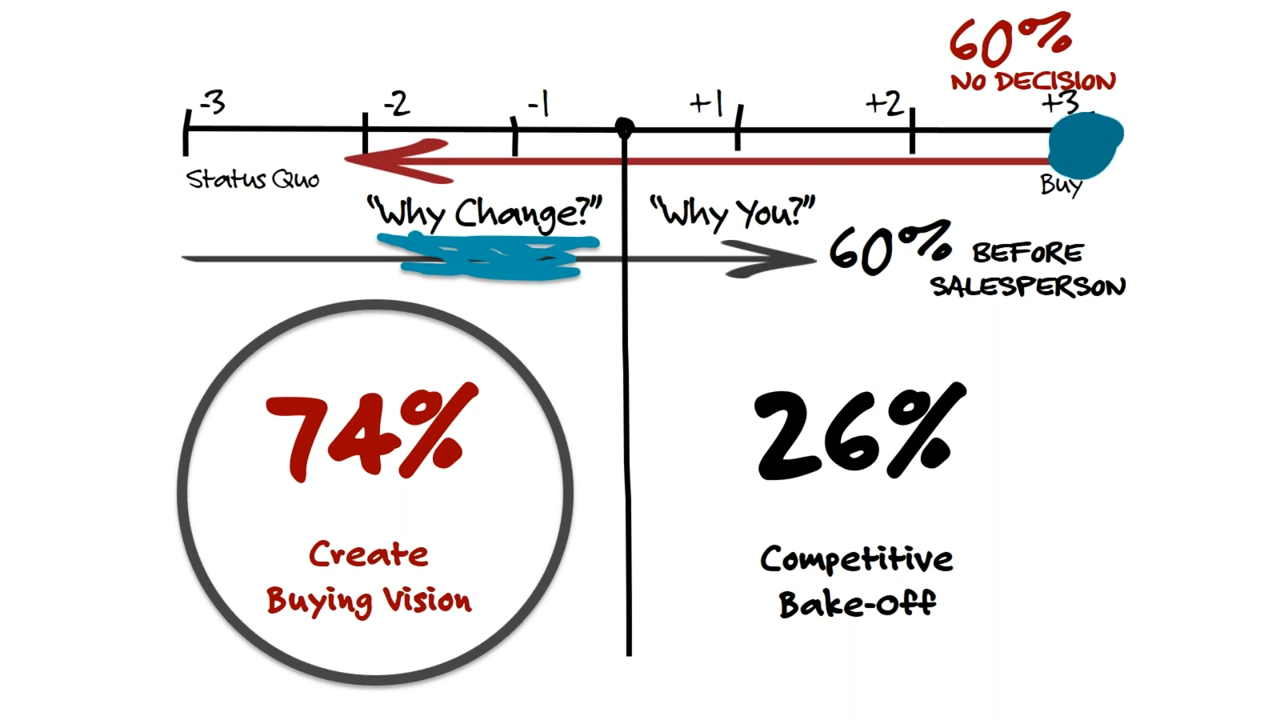 60%
NO DECISION
-3 -2 -1 +1 +2 +3
Status Quo Buy
"Why Change?" "Why You?"
60% BEFORE
SALESPERSON
74% 26%
Create
Buying Vision
Competitive
Bake-Off